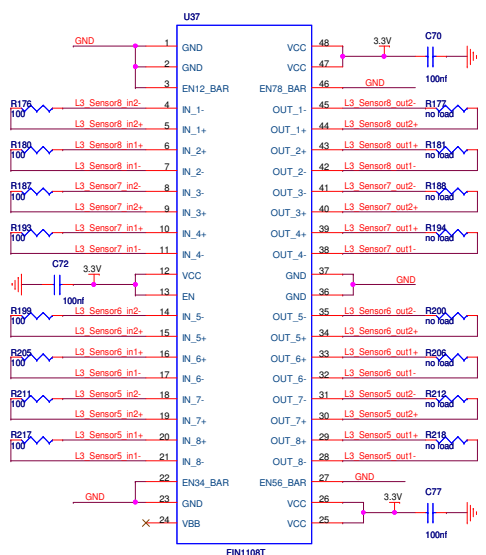 U37
GND 1 GND VCC 48 3.3V C70
2 GND VCC 47 100nf
3 EN12_BAR EN78_BAR 46 GND
R176 100 L3_Sensor8_in2- 4 IN_1- OUT_1- 45 L3_Sensor8_out2- R177 no load
L3_Sensor8_in2+ 5 IN_1+ OUT_1+ 44 L3_Sensor8_out2+
R180 100 L3_Sensor8_in1+ 6 IN_2+ OUT_2+ 43 L3_Sensor8_out1+ R181 no load
L3_Sensor8_in1- 7 IN_2- OUT_2- 42 L3_Sensor8_out1-
R187 100 L3_Sensor7_in2- 8 IN_3- OUT_3- 41 L3_Sensor7_out2- R188 no load
L3_Sensor7_in2+ 9 IN_3+ OUT_3+ 40 L3_Sensor7_out2+
R193 100 L3_Sensor7_in1+ 10 IN_4+ OUT_4+ 39 L3_Sensor7_out1+ R194 no load
L3_Sensor7_in1- 11 IN_4- OUT_4- 38 L3_Sensor7_out1-
C72 3.3V 12 VCC GND 37 GND
100nf 13 EN GND 36
R199 100 L3_Sensor6_in2- 14 IN_5- OUT_5- 35 L3_Sensor6_out2- R200 no load
L3_Sensor6_in2+ 15 IN_5+ OUT_5+ 34 L3_Sensor6_out2+
R205 100 L3_Sensor6_in1+ 16 IN_6+ OUT_6+ 33 L3_Sensor6_out1+ R206 no load
L3_Sensor6_in1- 17 IN_6- OUT_6- 32 L3_Sensor6_out1-
R211 100 L3_Sensor5_in2- 18 IN_7- OUT_7- 31 L3_Sensor5_out2- R212 no load
L3_Sensor5_in2+ 19 IN_7+ OUT_7+ 30 L3_Sensor5_out2+
R217 100 L3_Sensor5_in1+ 20 IN_8+ OUT_8+ 29 L3_Sensor5_out1+ R218 no load
L3_Sensor5_in1- 21 IN_8- OUT_8- 28 L3_Sensor5_out1-
22 EN34_BAR EN56_BAR 27 GND
GND 23 GND VCC 26 3.3V C77
24 VBB VCC 25 100nf
FIN1108T